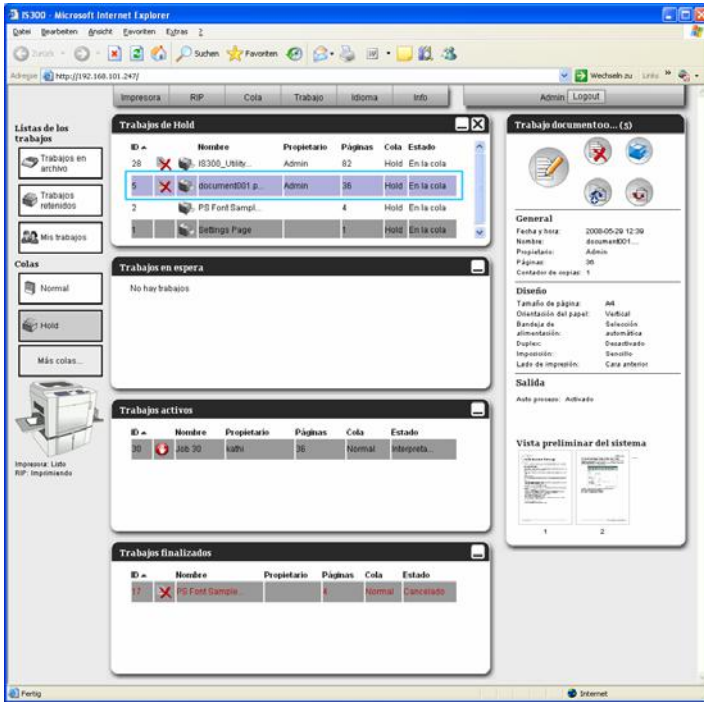 IS300 - Microsoft Internet Explorer
Datei Bearbeiten Ansicht Favoriten Extras ?
Zurück Suchen Favoriten
Adresse http://192.168.101.247/ Wechseln zu Links
Impresora RIP Cola Trabajo Idioma Info
Admin Logout
Listas de los trabajos
Trabajos en archivo
Trabajos retenidos
Mis trabajos
Colas
Normal
Hold
Más colas...
Impresora: Listo
RIP: Imprimiendo
Trabajos de Hold
ID Nombre Propietario Páginas Cola Estado
28 IS300_Utility... Admin 82 Hold En la cola
5 document001.p... Admin 36 Hold En la cola
2 PS Font Sampl... 4 Hold En la cola
1 Settings Page 1 Hold En la cola
Trabajos en espera
No hay trabajos
Trabajos activos
ID Nombre Propietario Páginas Cola Estado
30 Job 30 kathi 36 Normal Interpreta...
Trabajos finalizados
ID Nombre Propietario Páginas Cola Estado
17 PS Font Sample... 4 Normal Cancelado
Trabajo document00... (5)
General
Fecha y hora: 2008-05-29 12:39
Nombre: document001....
Propietario: Admin
Páginas: 36
Contador de copias: 1
Diseño
Tamaño de página: A4
Orientación del papel: Vertical
Bandeja de alimentación: Selección automática
Duplex: Desactivado
Imposición: Sencillo
Lado de impresión: Cara anterior
Salida
Auto proceso: Activado
Vista preliminar del sistema
1 2
Fertig
Internet